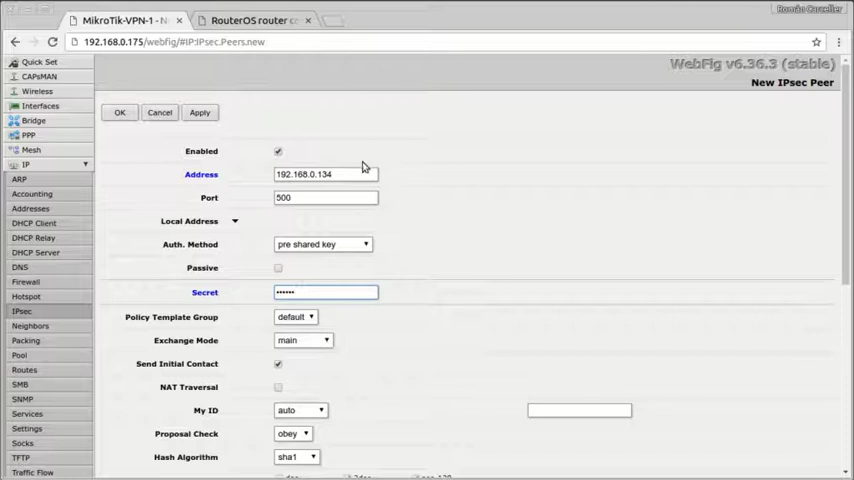 Román Carceller
MikroTik-VPN-1 - N
RouterOS router co
192.168.0.175/webfig/#IP:IPsec.Peers.new
WebFig v6.36.3 (stable)
New IPsec Peer
Quick Set
CAPsMAN
Wireless
Interfaces
Bridge
PPP
Mesh
IP
ARP
Accounting
Addresses
DHCP Client
DHCP Relay
DHCP Server
DNS
Firewall
Hotspot
IPsec
Neighbors
Packing
Pool
Routes
SMB
SNMP
Services
Settings
Socks
TFTP
Traffic Flow
OK Cancel Apply
Enabled
Address 192.168.0.134
Port 500
Local Address
Auth. Method pre shared key
Passive
Secret ••••••
Policy Template Group default
Exchange Mode main
Send Initial Contact
NAT Traversal
My ID auto
Proposal Check obey
Hash Algorithm sha1